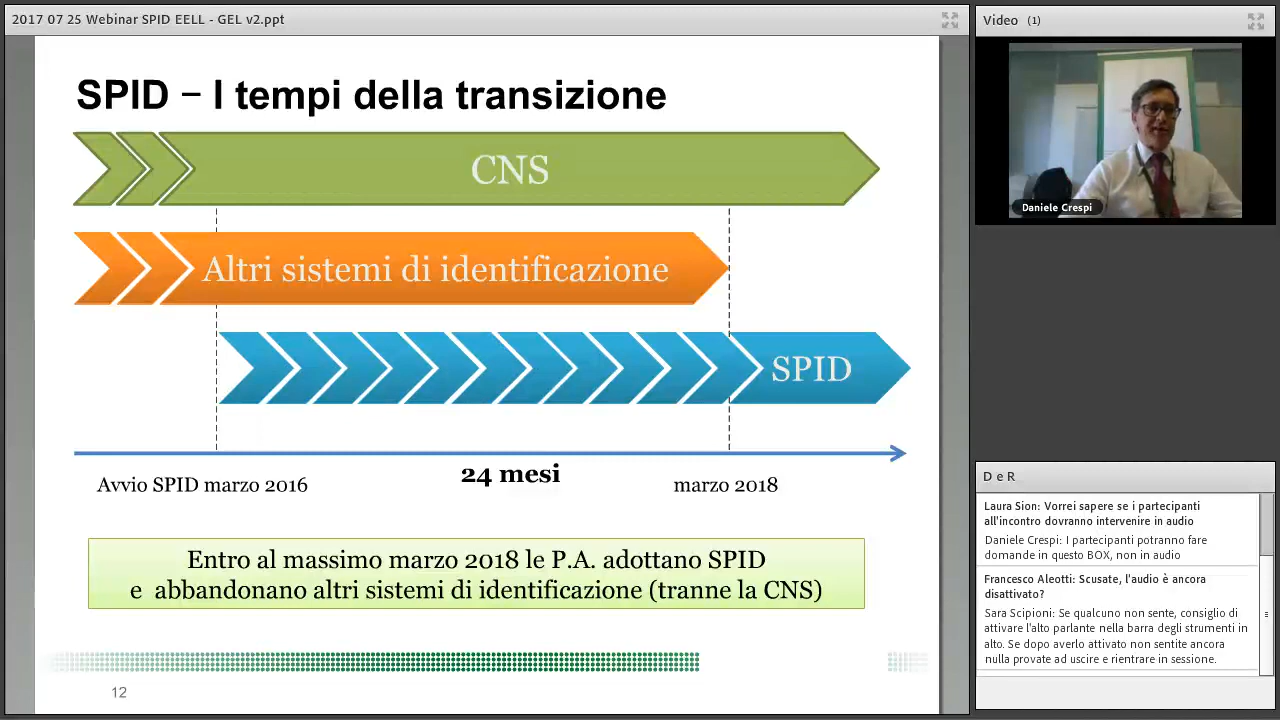 2017 07 25 Webinar SPID EELL - GEL v2.ppt
SPID – I tempi della transizione
CNS
Altri sistemi di identificazione
SPID
24 mesi
Avvio SPID marzo 2016
marzo 2018
Entro al massimo marzo 2018 le P.A. adottano SPID
e abbandonano altri sistemi di identificazione (tranne la CNS)
12
Video (1)
Daniele Crespi
D e R
Laura Sion: Vorrei sapere se i partecipanti
all'incontro dovranno intervenire in audio
Daniele Crespi: I partecipanti potranno fare
domande in questo BOX, non in audio
Francesco Aleotti: Scusate, l'audio è ancora
disattivato?
Sara Scipioni: Se qualcuno non sente, consiglio di
attivare l'alto parlante nella barra degli strumenti in
alto. Se dopo averlo attivato non sentite ancora
nulla provate ad uscire e rientrare in sessione.